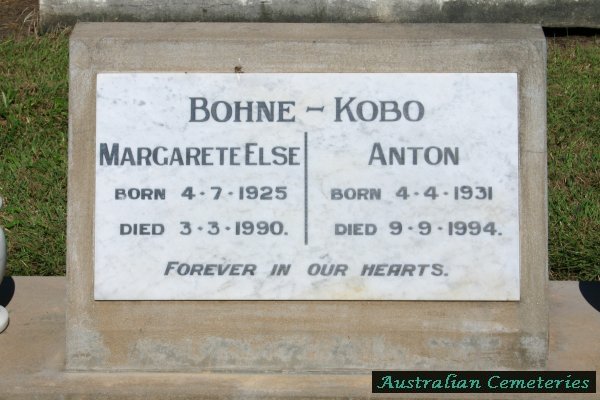 BOHNE ~ KOBO
MARGARETE ELSE
BORN 4·7·1925
DIED 3·3·1990.
ANTON
BORN 4·4·1931
DIED 9·9·1994.
FOREVER IN OUR HEARTS.
Australian Cemeteries